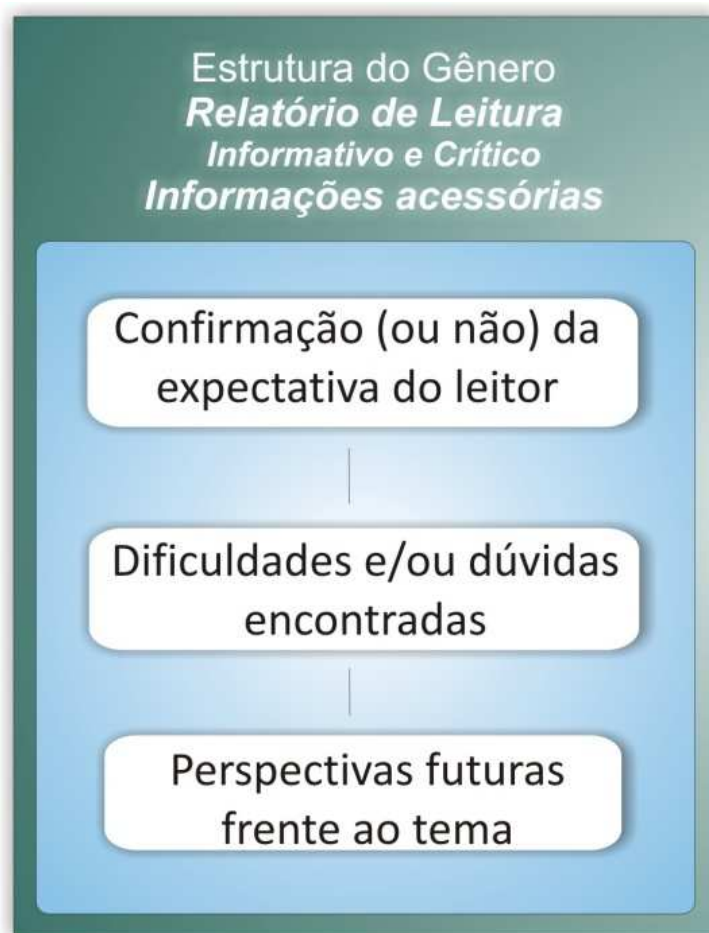 Estrutura do Gênero
Relatório de Leitura
Informativo e Crítico
Informações acessórias
Confirmação (ou não) da
expectativa do leitor
Dificuldades e/ou dúvidas
encontradas
Perspectivas futuras
frente ao tema